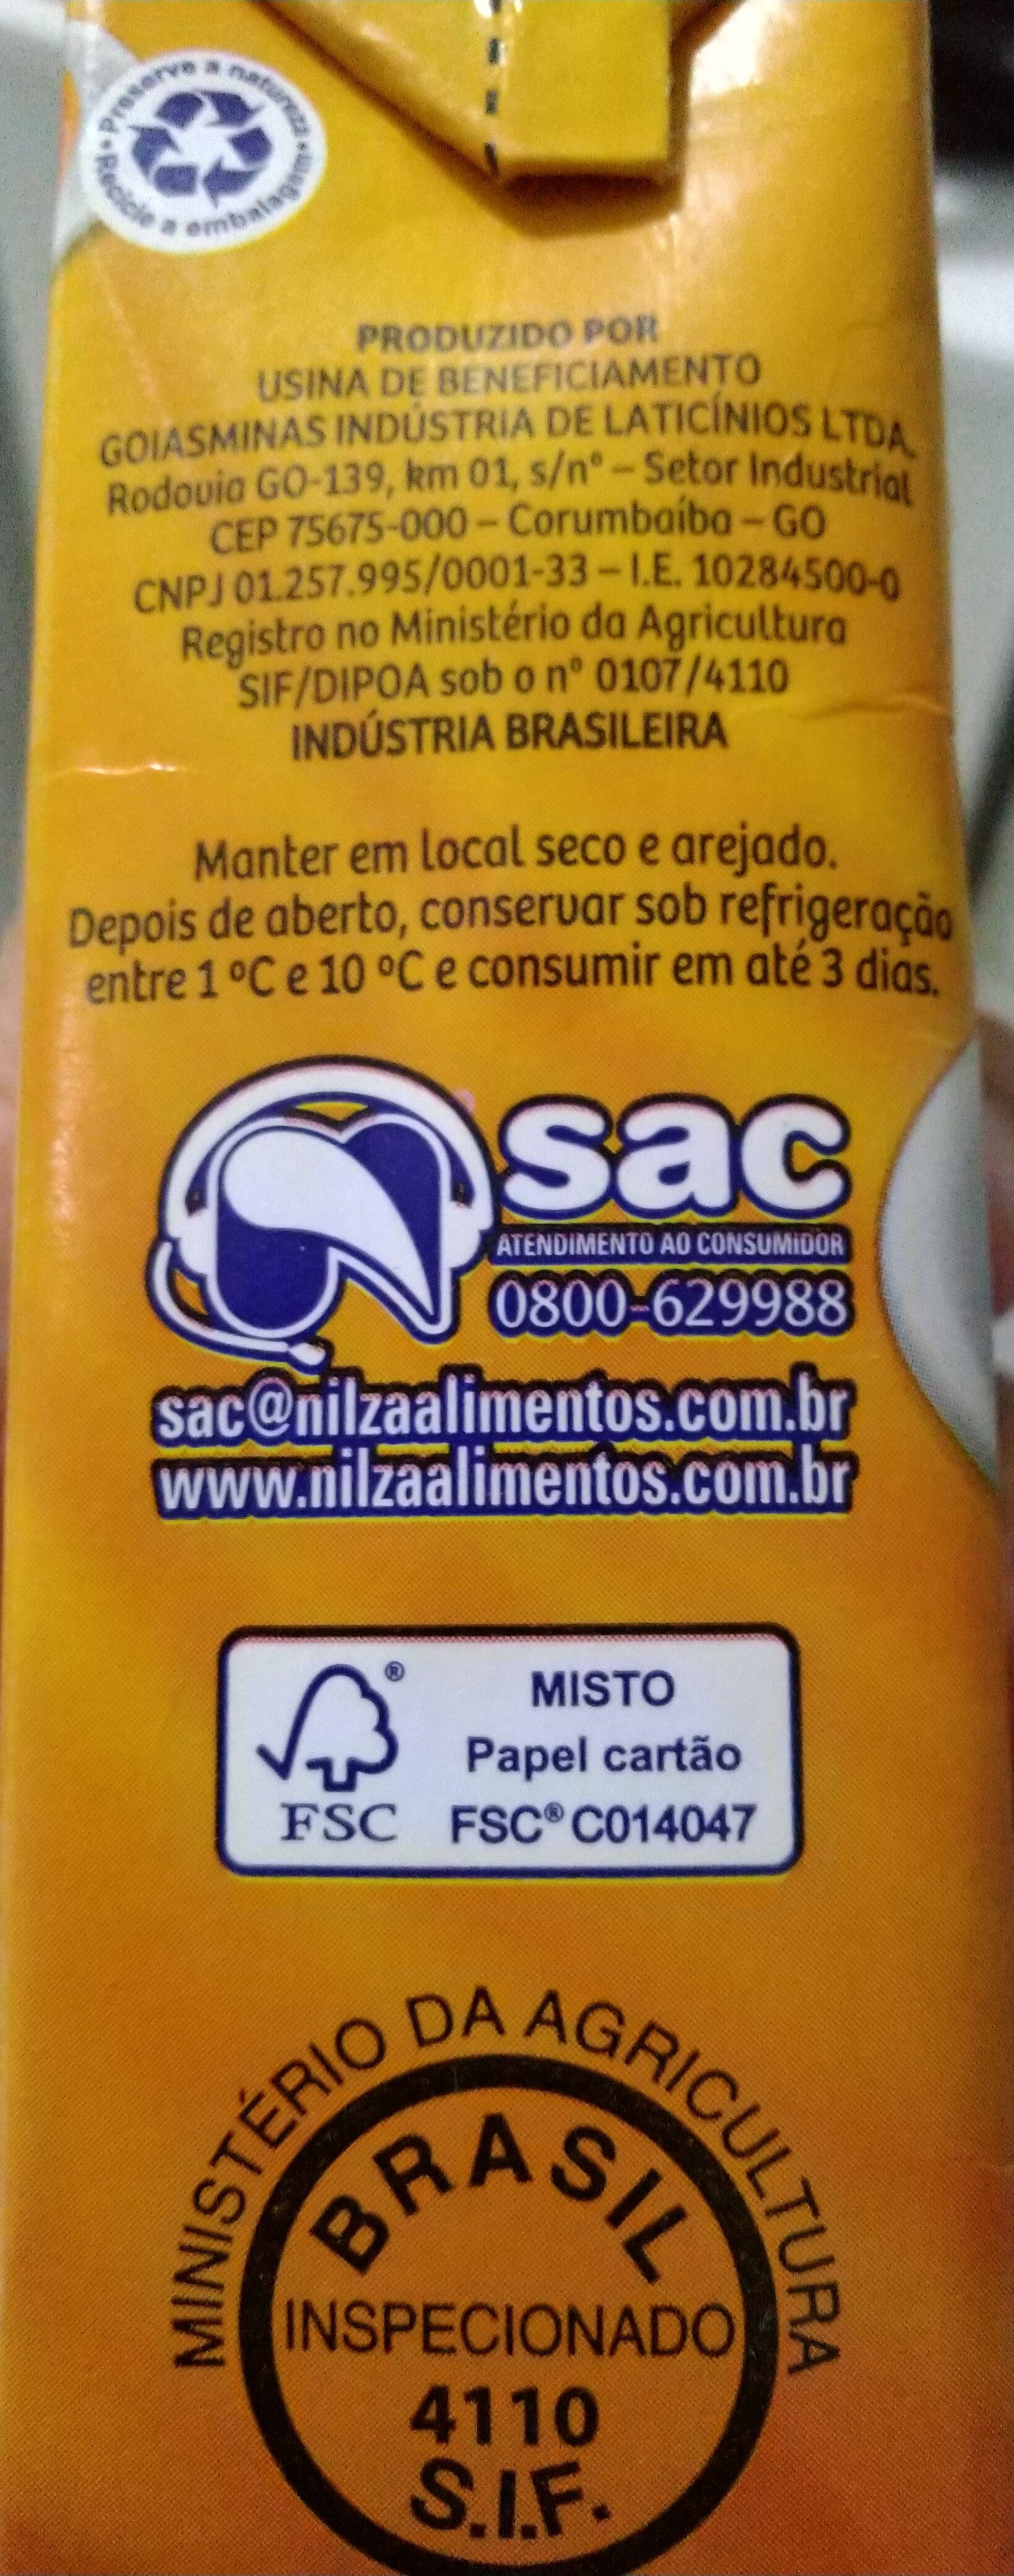 Preserve a natureza
Recicle a embalagem
PRODUZIDO POR
USINA DE BENEFICIAMENTO
GOIASMINAS INDÚSTRIA DE LATICÍNIOS LTDA.
Rodovia GO-139, km 01, s/nº – Setor Industrial
CEP 75675-000 – Corumbaíba – GO
CNPJ 01.257.995/0001-33 – I.E. 10284500-0
Registro no Ministério da Agricultura
SIF/DIPOA sob o nº 0107/4110
INDÚSTRIA BRASILEIRA
Manter em local seco e arejado.
Depois de aberto, conservar sob refrigeração
entre 1 ºC e 10 ºC e consumir em até 3 dias.
sac
ATENDIMENTO AO CONSUMIDOR
0800-629988
sac@nilzaalimentos.com.br
www.nilzaalimentos.com.br
®
FSC
MISTO
Papel cartão
FSC® C014047
MINISTÉRIO DA AGRICULTURA
BRASIL
INSPECIONADO
4110
S.I.F.